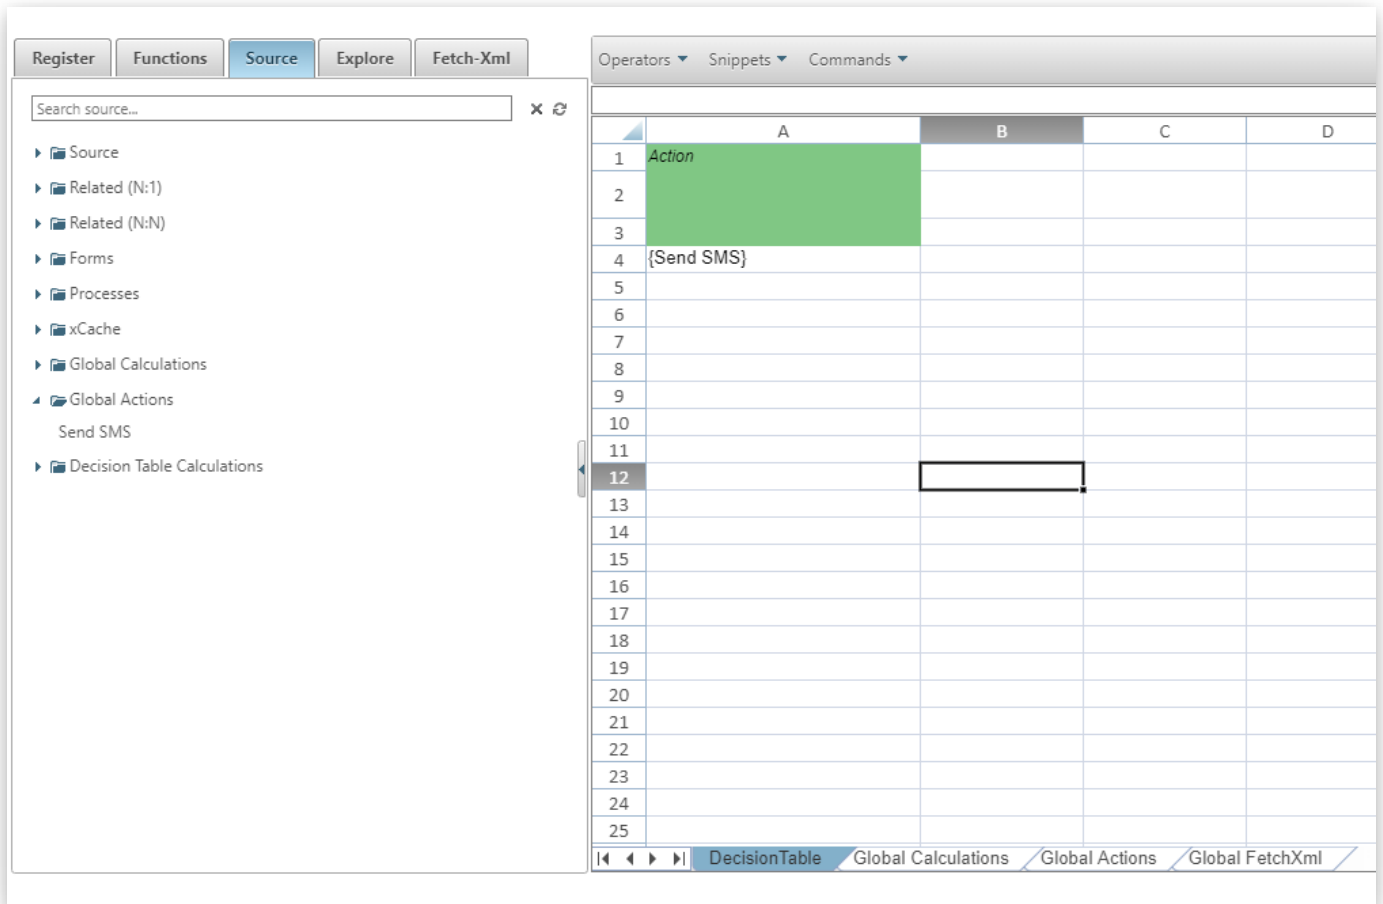 Register Functions Source Explore Fetch-Xml
Search source...
Source
Related (N:1)
Related (N:N)
Forms
Processes
xCache
Global Calculations
Global Actions
Send SMS
Decision Table Calculations
Operators Snippets Commands
A B C D
1 Action
2
3
4 {Send SMS}
5
6
7
8
9
10
11
12
13
14
15
16
17
18
19
20
21
22
23
24
25
DecisionTable Global Calculations Global Actions Global FetchXml